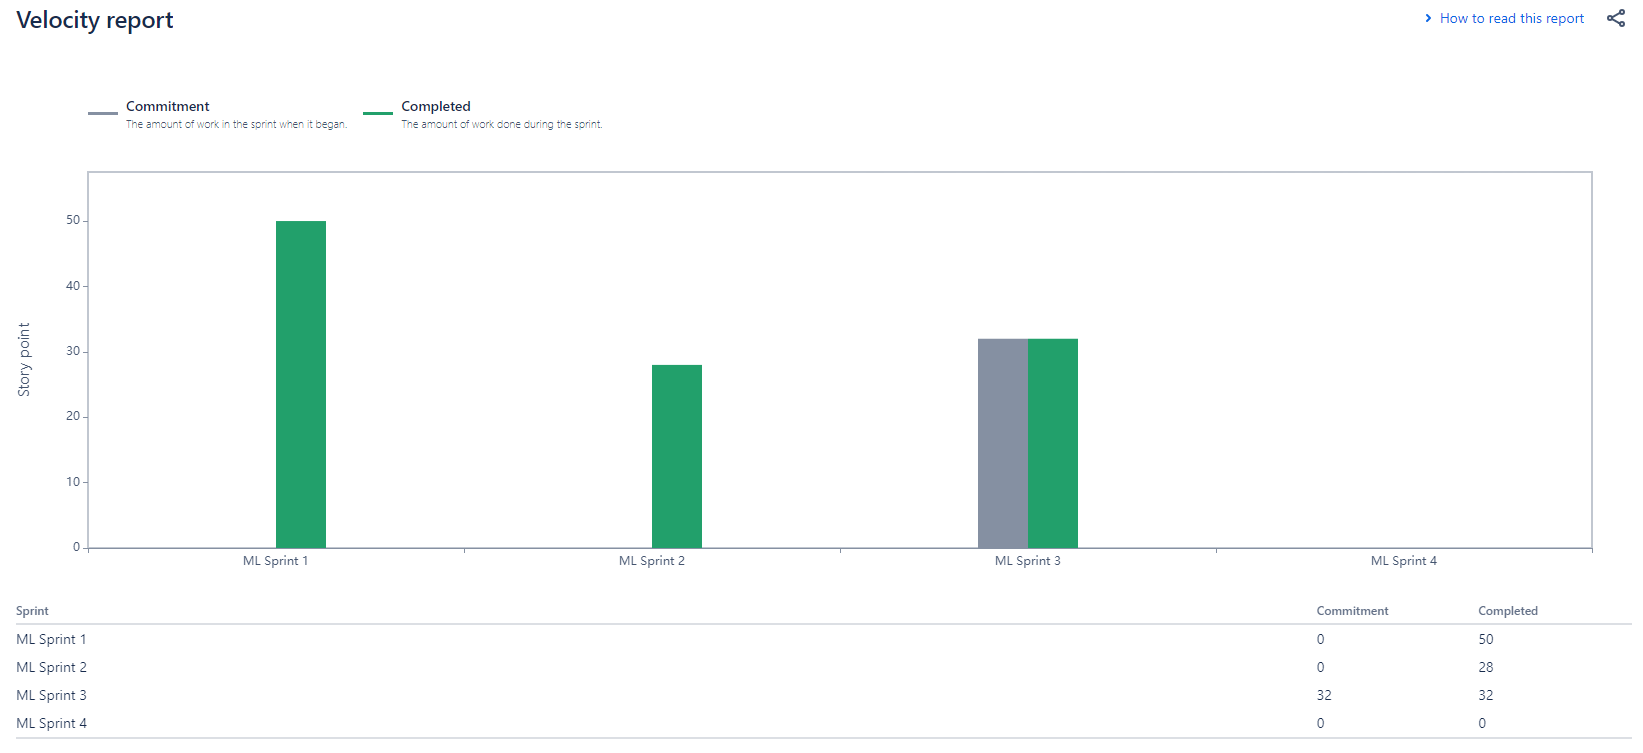 Velocity report
How to read this report
Commitment
The amount of work in the sprint when it began.
Completed
The amount of work done during the sprint.
Story point
50
40
30
20
10
0
ML Sprint 1
ML Sprint 2
ML Sprint 3
ML Sprint 4
Sprint Commitment Completed
ML Sprint 1 0 50
ML Sprint 2 0 28
ML Sprint 3 32 32
ML Sprint 4 0 0